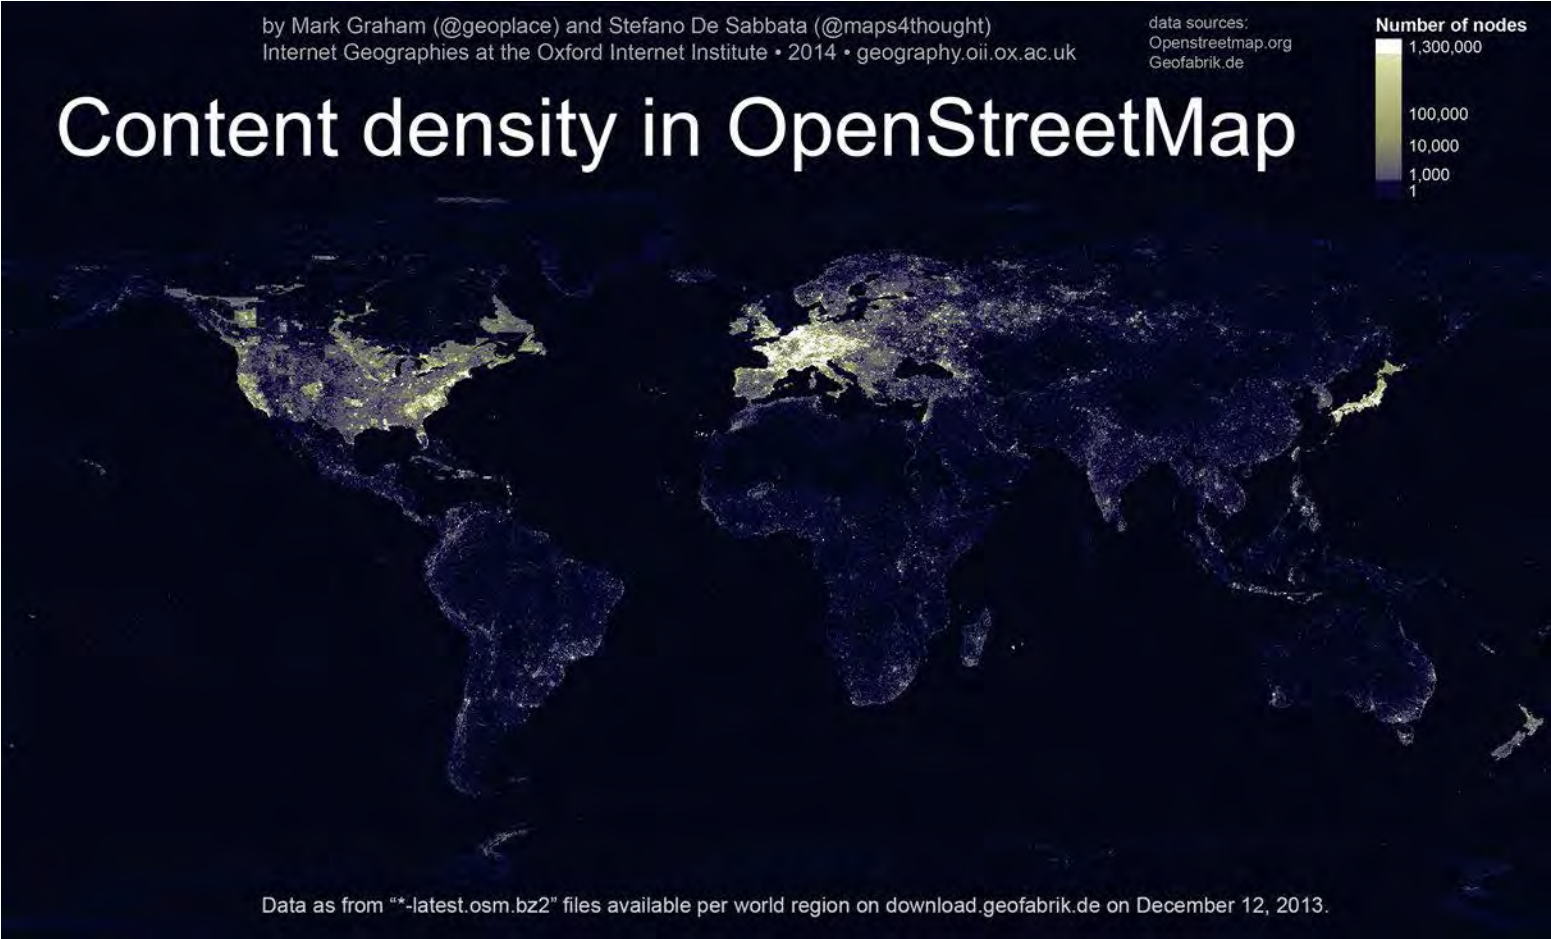 by Mark Graham (@geoplace) and Stefano De Sabbata (@maps4thought)
Internet Geographies at the Oxford Internet Institute • 2014 • geography.oii.ox.ac.uk
data sources:
Openstreetmap.org
Geofabrik.de
Number of nodes
1,300,000
100,000
10,000
1,000
1
Content density in OpenStreetMap
Data as from “*-latest.osm.bz2” files available per world region on download.geofabrik.de on December 12, 2013.